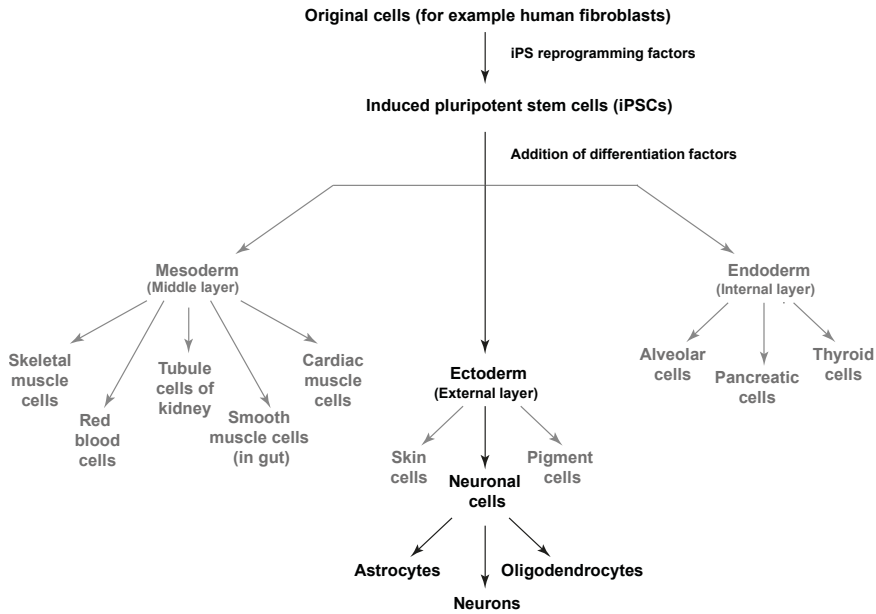 Original cells (for example human fibroblasts)
iPS reprogramming factors
Induced pluripotent stem cells (iPSCs)
Addition of differentiation factors
Mesoderm
(Middle layer)
Skeletal
muscle
cells
Red
blood
cells
Tubule
cells of
kidney
Smooth
muscle cells
(in gut)
Cardiac
muscle
cells
Ectoderm
(External layer)
Skin
cells
Neuronal
cells
Pigment
cells
Astrocytes
Neurons
Oligodendrocytes
Endoderm
(Internal layer)
Alveolar
cells
Pancreatic
cells
Thyroid
cells